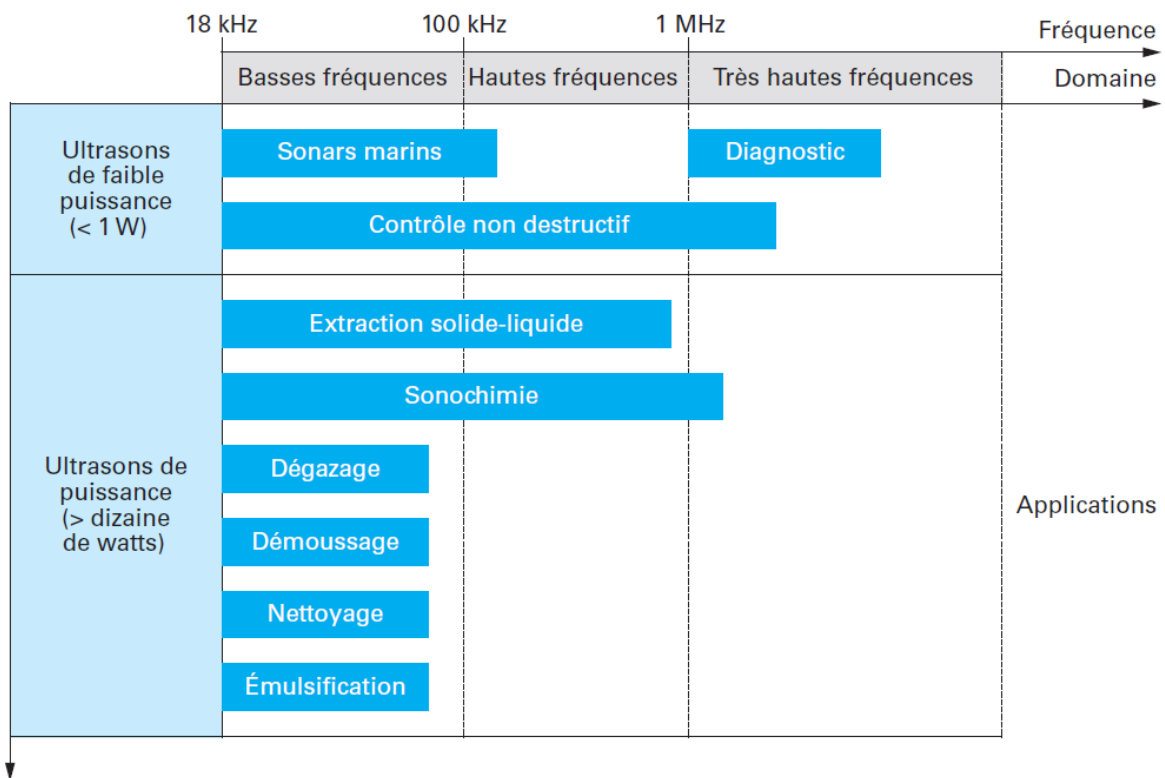 18 kHz 100 kHz 1 MHz Fréquence
Basses fréquences Hautes fréquences Très hautes fréquences Domaine
Ultrasons
de faible
puissance
(< 1 W)
Sonars marins Diagnostic
Contrôle non destructif
Ultrasons de
puissance
(> dizaine
de watts)
Extraction solide-liquide
Sonochimie
Dégazage
Démoussage
Nettoyage
Émulsification
Applications